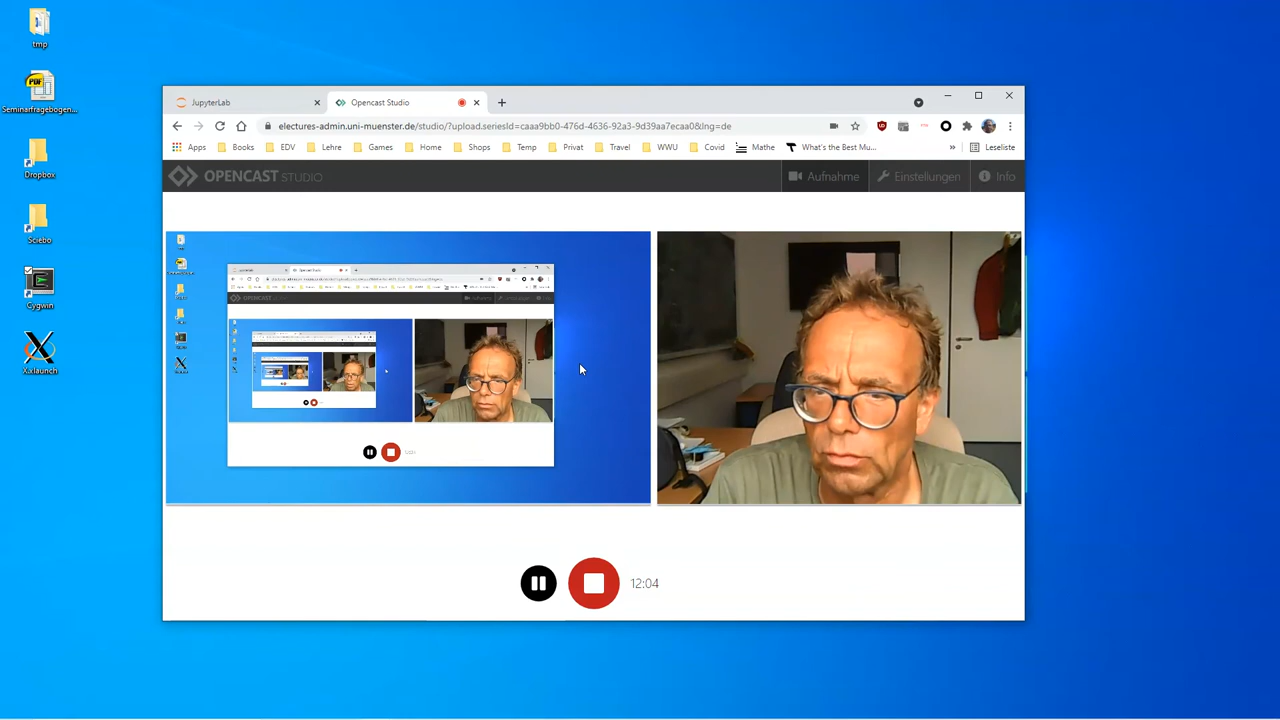 tmp
Seminarfragebogen...
Dropbox
Sciebo
Cygwin
Xlaunch
JupyterLab
Opencast Studio
electures-admin.uni-muenster.de/studio/?upload.seriesId=caaa9bb0-476d-4636-92a3-9d39aa7ecaa0&lng=de
Apps Books EDV Lehre Games Home Shops Temp Privat Travel WWU Covid Mathe What's the Best Mu... » Leseliste
OPENCAST STUDIO
Aufnahme Einstellungen Info
12:04